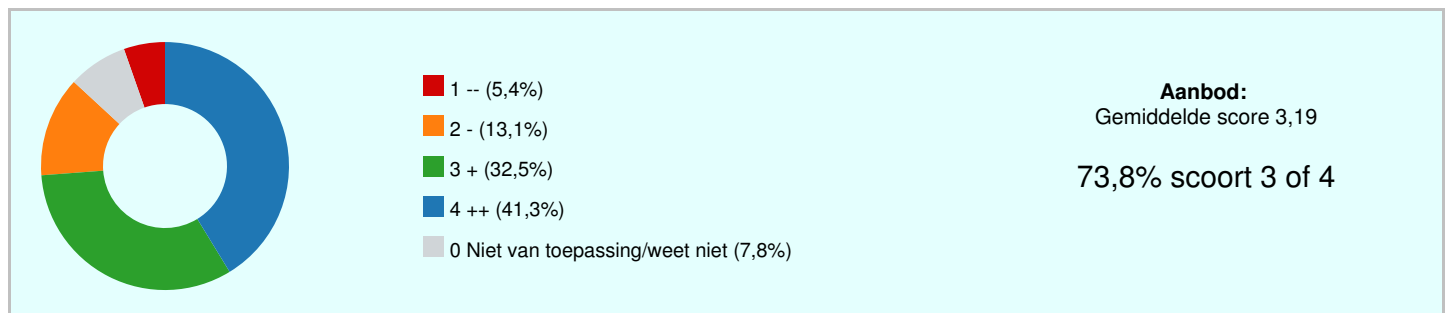 1 -- (5,4%)
2 - (13,1%)
3 + (32,5%)
4 ++ (41,3%)
0 Niet van toepassing/weet niet (7,8%)
Aanbod:
Gemiddelde score 3,19
73,8% scoort 3 of 4